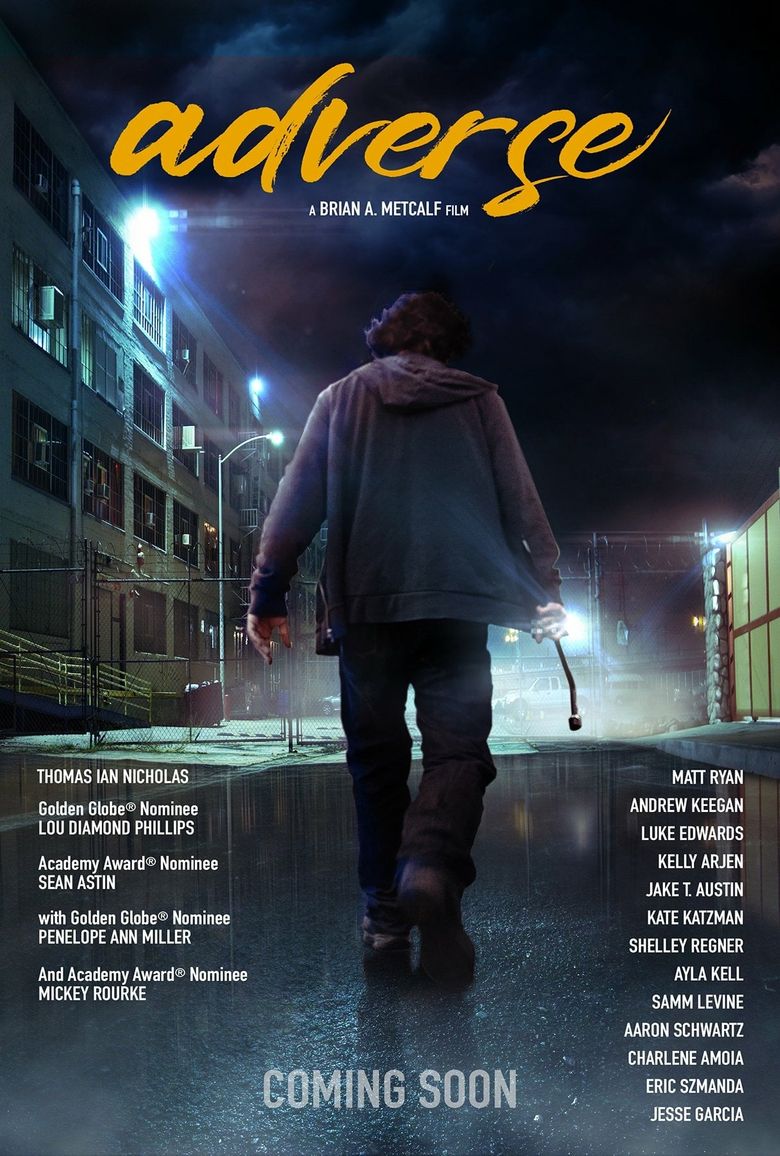 adverse
A BRIAN A. METCALF FILM
THOMAS IAN NICHOLAS
Golden Globe® Nominee
LOU DIAMOND PHILLIPS
Academy Award® Nominee
SEAN ASTIN
with Golden Globe® Nominee
PENELOPE ANN MILLER
And Academy Award® Nominee
MICKEY ROURKE
MATT RYAN
ANDREW KEEGAN
LUKE EDWARDS
KELLY ARJEN
JAKE T. AUSTIN
KATE KATZMAN
SHELLEY REGNER
AYLA KELL
SAMM LEVINE
AARON SCHWARTZ
CHARLENE AMOIA
ERIC SZMANDA
JESSE GARCIA
COMING SOON